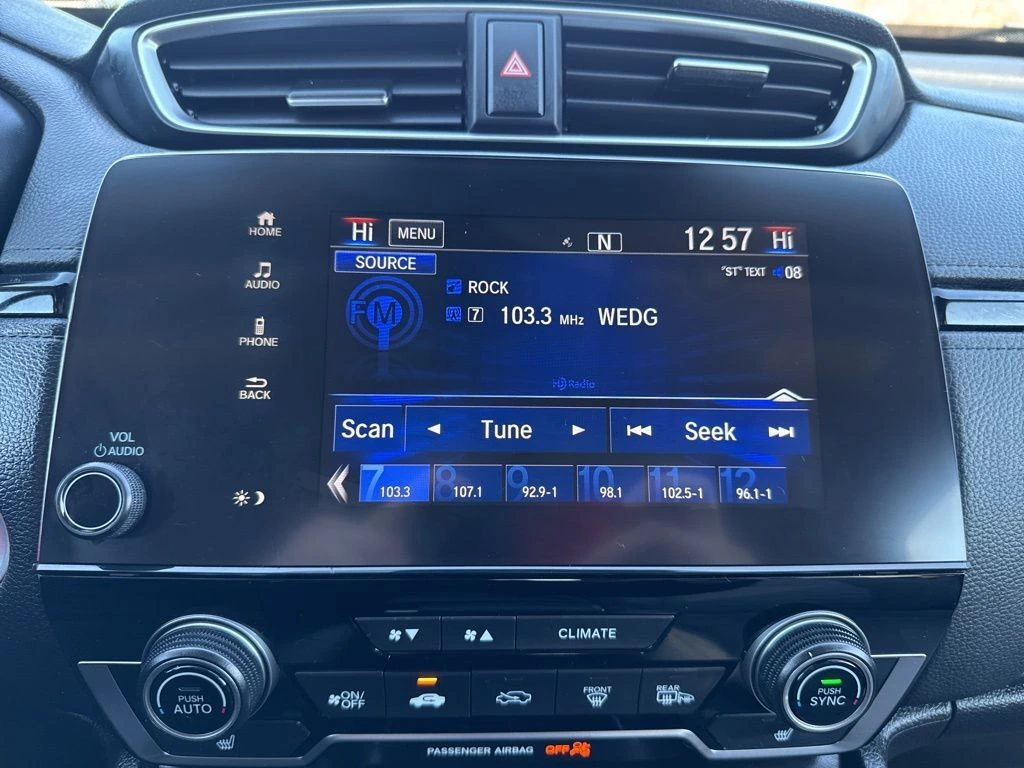 HOME
AUDIO
PHONE
BACK
VOL
AUDIO
Hi MENU N 12 57 Hi
SOURCE "ST" TEXT 08
FM ROCK
7 103.3 MHz WEDG
HD Radio
Scan Tune Seek
7 103.3 8 107.1 9 92.9-1 10 98.1 11 102.5-1 12 96.1-1
CLIMATE
ON/OFF FRONT REAR
PUSH AUTO
PUSH SYNC
PASSENGER AIRBAG OFF